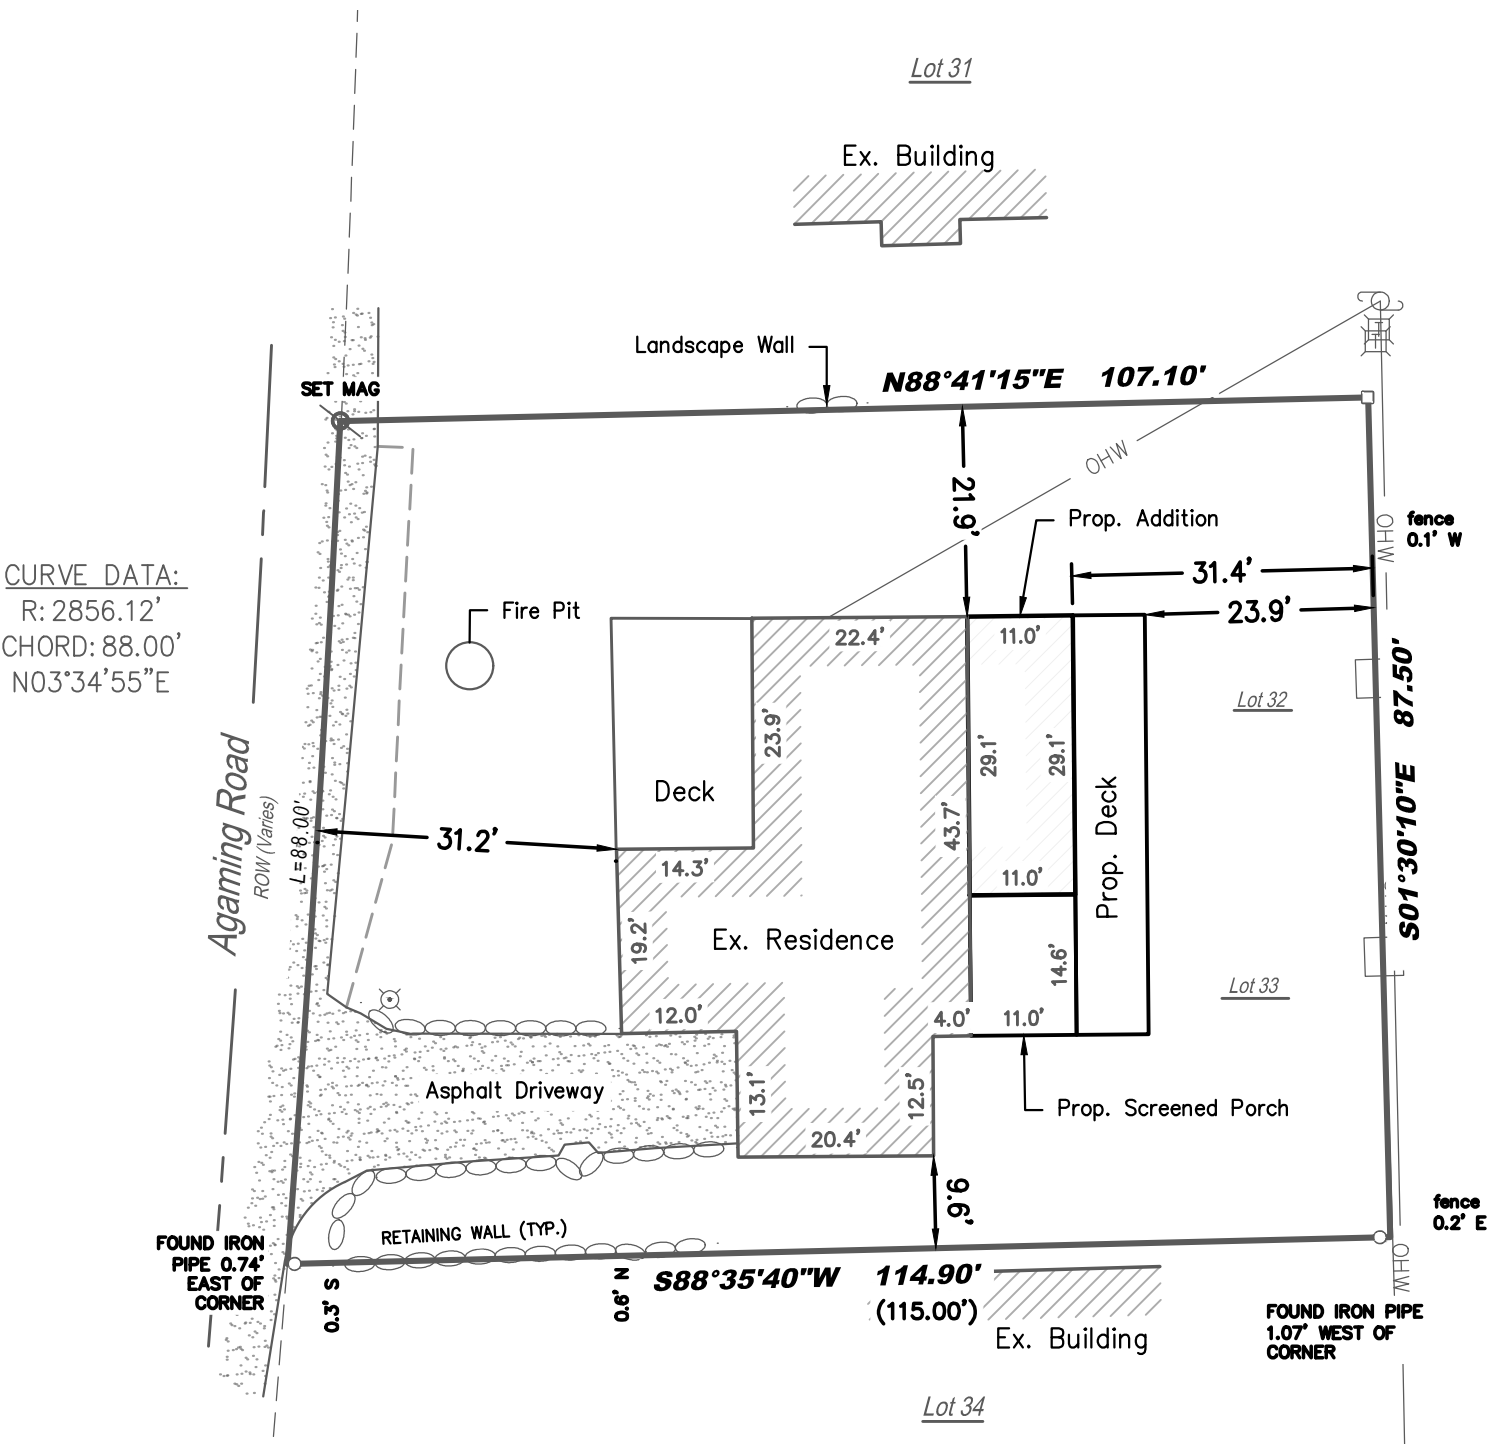 Lot 31
Ex. Building
Landscape Wall
N88°41'15"E 107.10'
SET MAG
OHW
21.9'
Prop. Addition
OHW
fence
0.1' W
31.4'
23.9'
CURVE DATA:
R: 2856.12'
CHORD: 88.00'
N03°34'55"E
Fire Pit
22.4'
11.0'
Lot 32
S01°30'10"E 87.50'
23.9'
29.1'
29.1'
Deck
Prop. Deck
Agaming Road
ROW (Varies)
L=88.00'
31.2'
43.7'
14.3'
11.0'
19.2'
Ex. Residence
14.6'
Lot 33
12.0'
4.0'
11.0'
Asphalt Driveway
13.1'
12.5'
Prop. Screened Porch
20.4'
9.6'
fence
0.2' E
RETAINING WALL (TYP.)
FOUND IRON
PIPE 0.74'
EAST OF
CORNER
0.3' S
0.6' N
S88°35'40"W 114.90'
(115.00')
OHW
Ex. Building
FOUND IRON PIPE
1.07' WEST OF
CORNER
Lot 34